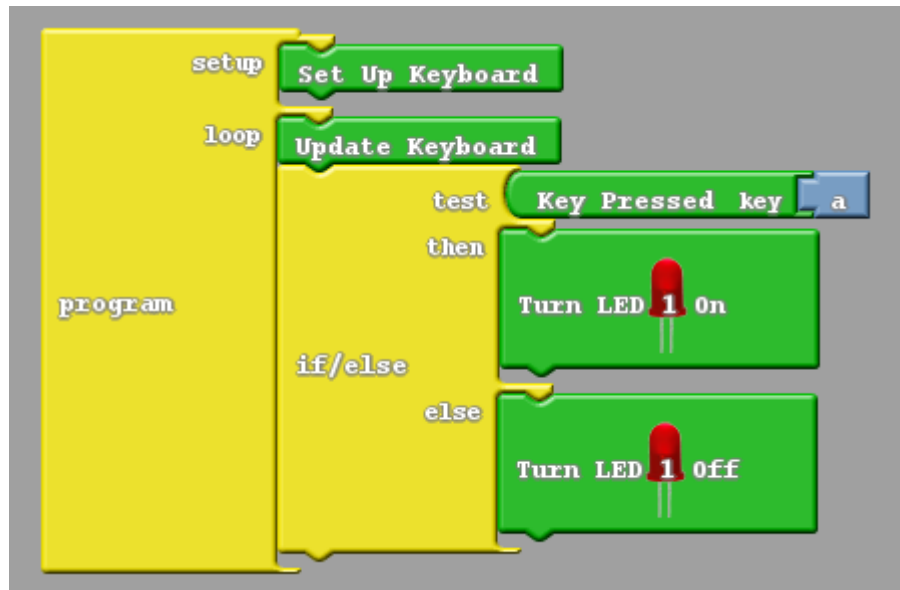 setup
Set Up Keyboard
loop
Update Keyboard
test
Key Pressed key a
then
program
Turn LED 1 On
if/else
else
Turn LED 1 Off